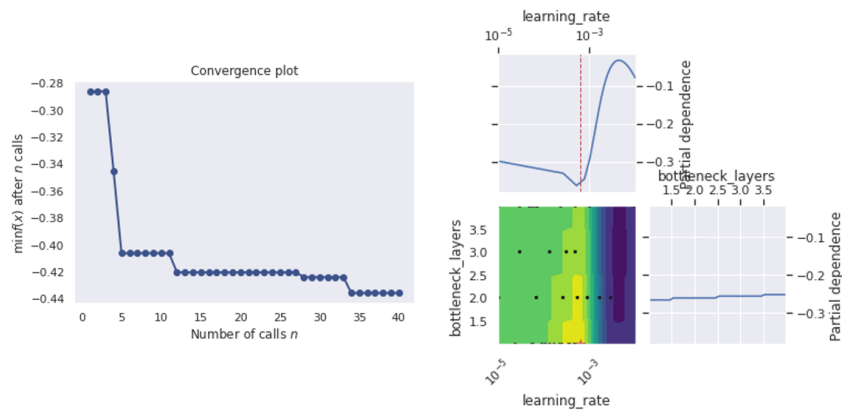 Convergence plot
−0.28
−0.30
−0.32
−0.34
−0.36
−0.38
−0.40
−0.42
−0.44
min f(x) after n calls
0 5 10 15 20 25 30 35 40
Number of calls n
learning_rate
10⁻⁵ 10⁻³
−0.1
−0.2
−0.3
Partial dependence
bottleneck_layers
1.5 2.0 2.5 3.0 3.5
3.5
3.0
2.5
2.0
1.5
bottleneck_layers
10⁻⁵ 10⁻³
learning_rate
−0.1
−0.2
−0.3
Partial dependence